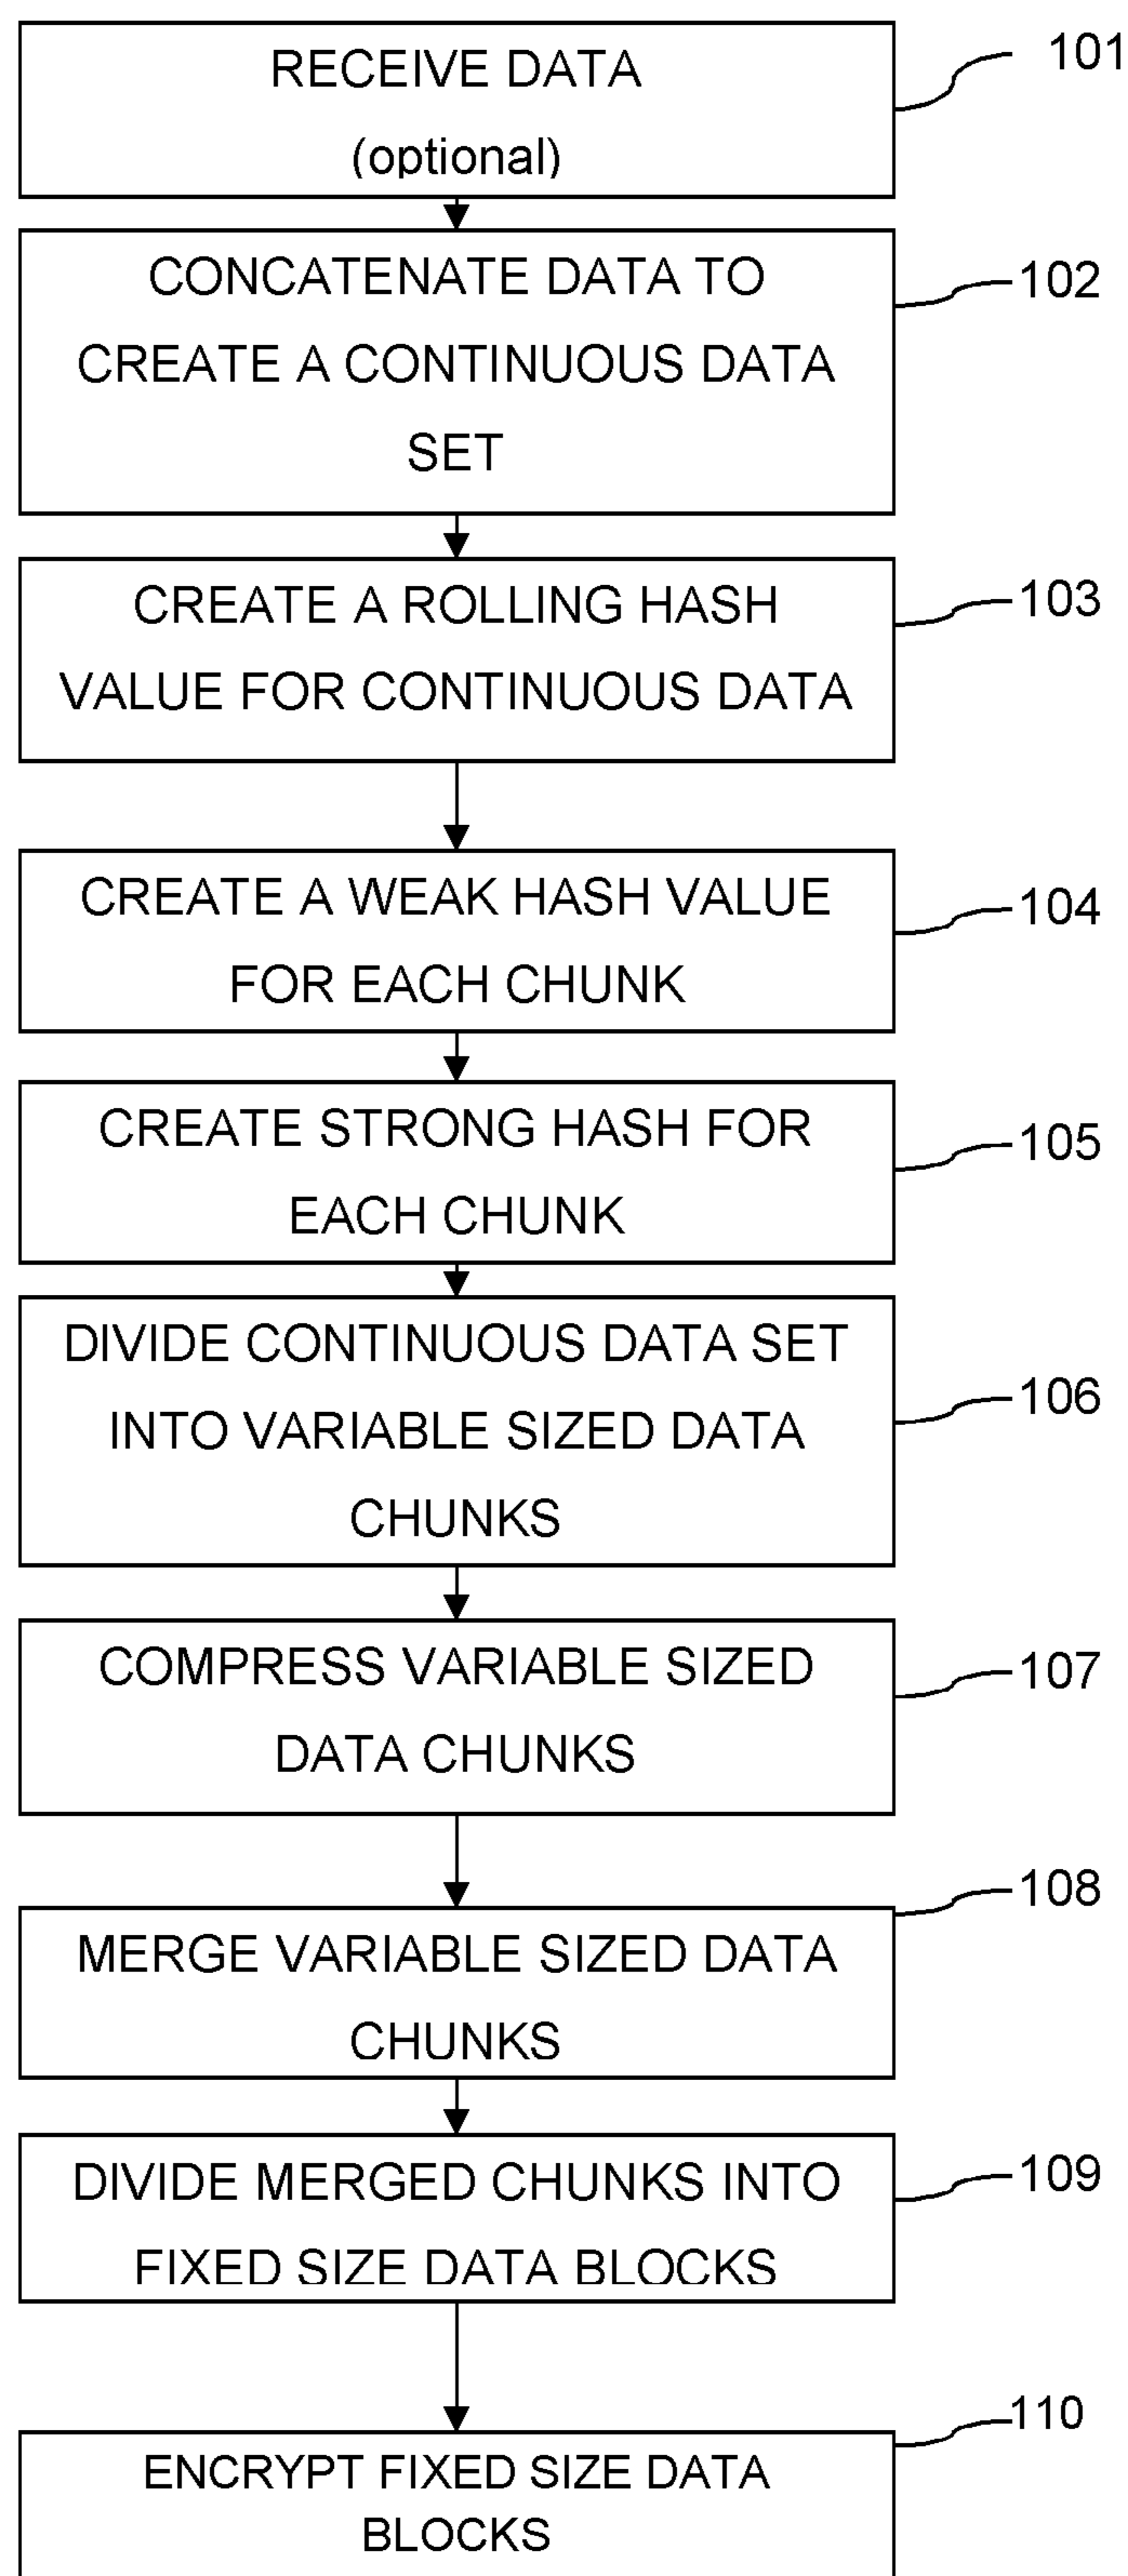 RECEIVE DATA
(optional)
101
CONCATENATE DATA TO
CREATE A CONTINUOUS DATA
SET
102
CREATE A ROLLING HASH
VALUE FOR CONTINUOUS DATA
103
CREATE A WEAK HASH VALUE
FOR EACH CHUNK
104
CREATE STRONG HASH FOR
EACH CHUNK
105
DIVIDE CONTINUOUS DATA SET
INTO VARIABLE SIZED DATA
CHUNKS
106
COMPRESS VARIABLE SIZED
DATA CHUNKS
107
MERGE VARIABLE SIZED DATA
CHUNKS
108
DIVIDE MERGED CHUNKS INTO
FIXED SIZE DATA BLOCKS
109
ENCRYPT FIXED SIZE DATA
BLOCKS
110